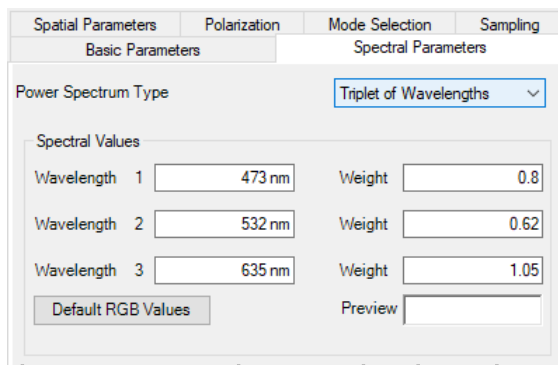 Spatial Parameters Polarization Mode Selection Sampling
Basic Parameters Spectral Parameters
Power Spectrum Type Triplet of Wavelengths
Spectral Values
Wavelength 1 473 nm Weight 0.8
Wavelength 2 532 nm Weight 0.62
Wavelength 3 635 nm Weight 1.05
Default RGB Values Preview